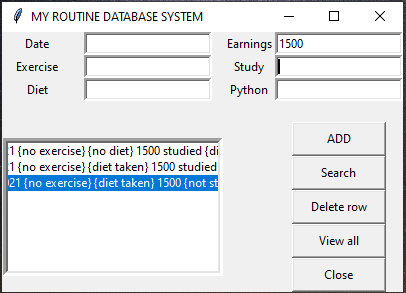 MY ROUTINE DATABASE SYSTEM
Date Earnings 1500
Exercise Study
Diet Python
ADD
21 {no exercise} {no diet} 1500 studied {di
1 {no exercise} {diet taken} 1500 studied
021 {no exercise} {diet taken} 1500 {not st
Search
Delete row
View all
Close